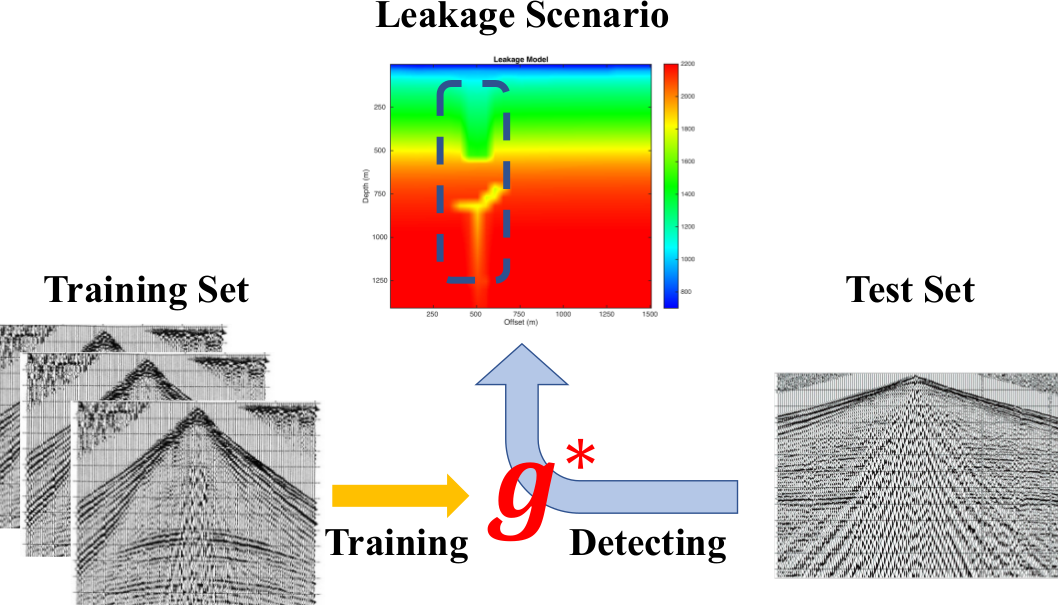 Leakage Scenario
Leakage Model
2200
2000
1800
1600
1400
1200
1000
800
Depth (m)
250
500
750
1000
1250
250 500 750 1000 1250 1500
Offset (m)
Training Set
Test Set
g*
Training
Detecting